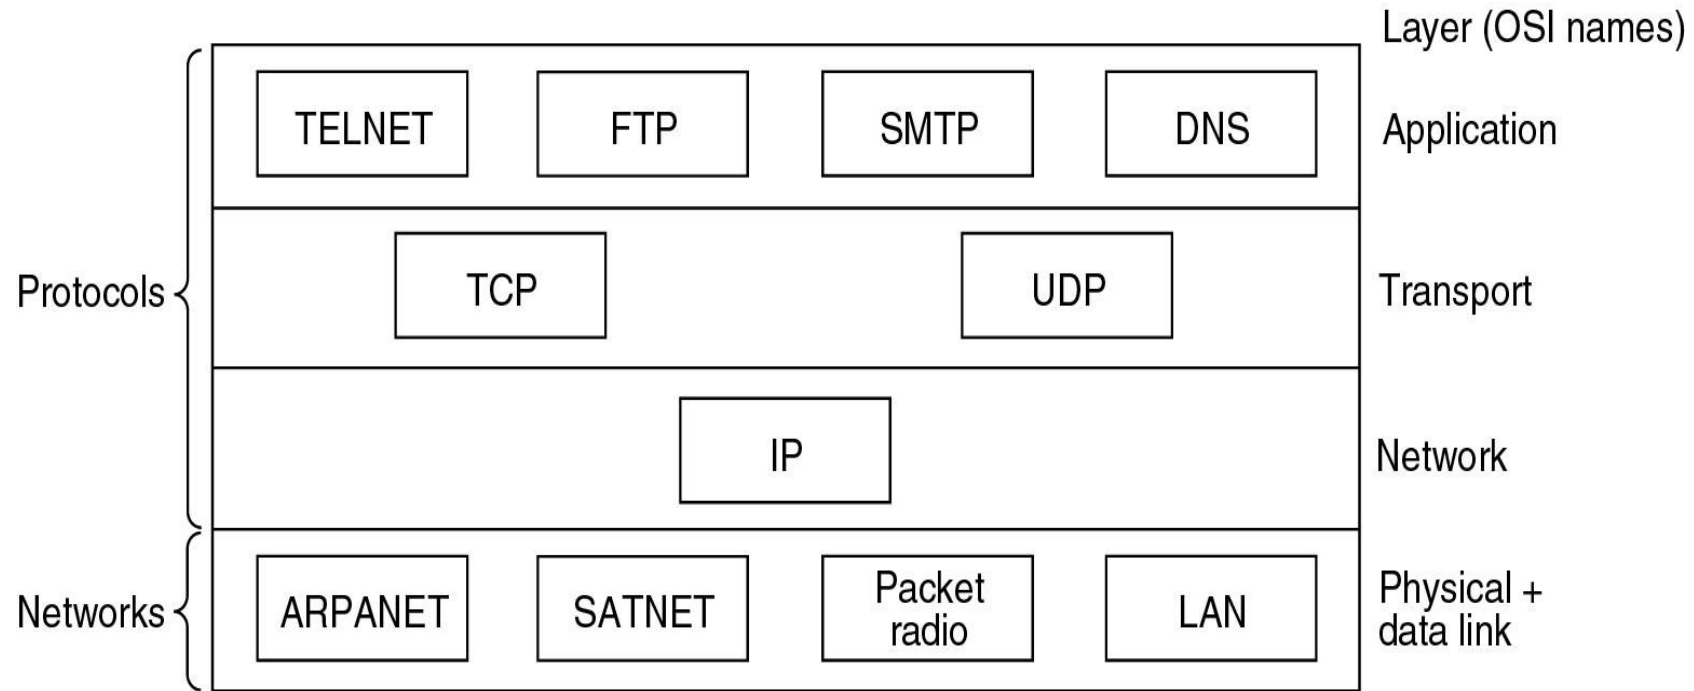 Layer (OSI names)
TELNET FTP SMTP DNS Application
Protocols TCP UDP Transport
IP Network
Networks ARPANET SATNET Packet radio LAN Physical +
data link